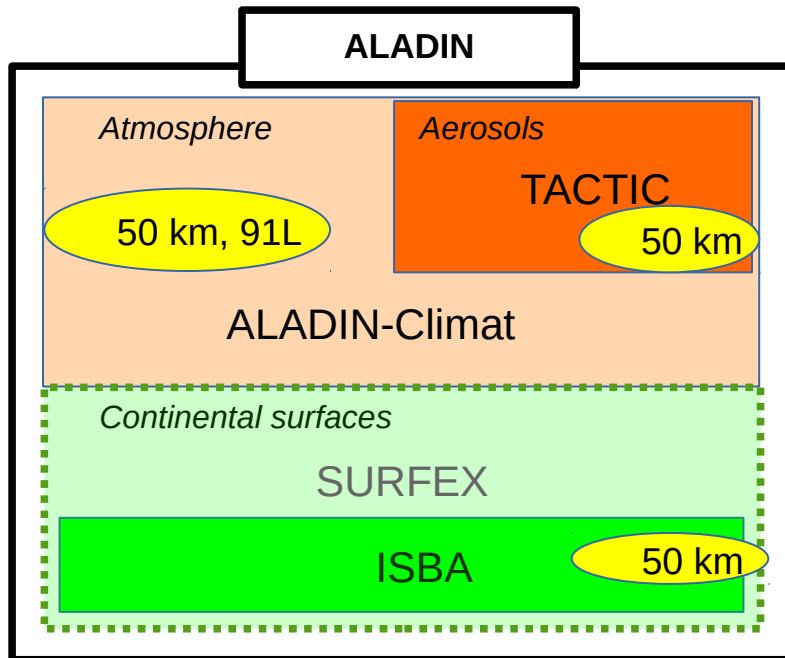 ALADIN
Atmosphere
Aerosols
TACTIC
50 km, 91L
50 km
ALADIN-Climat
Continental surfaces
SURFEX
ISBA
50 km